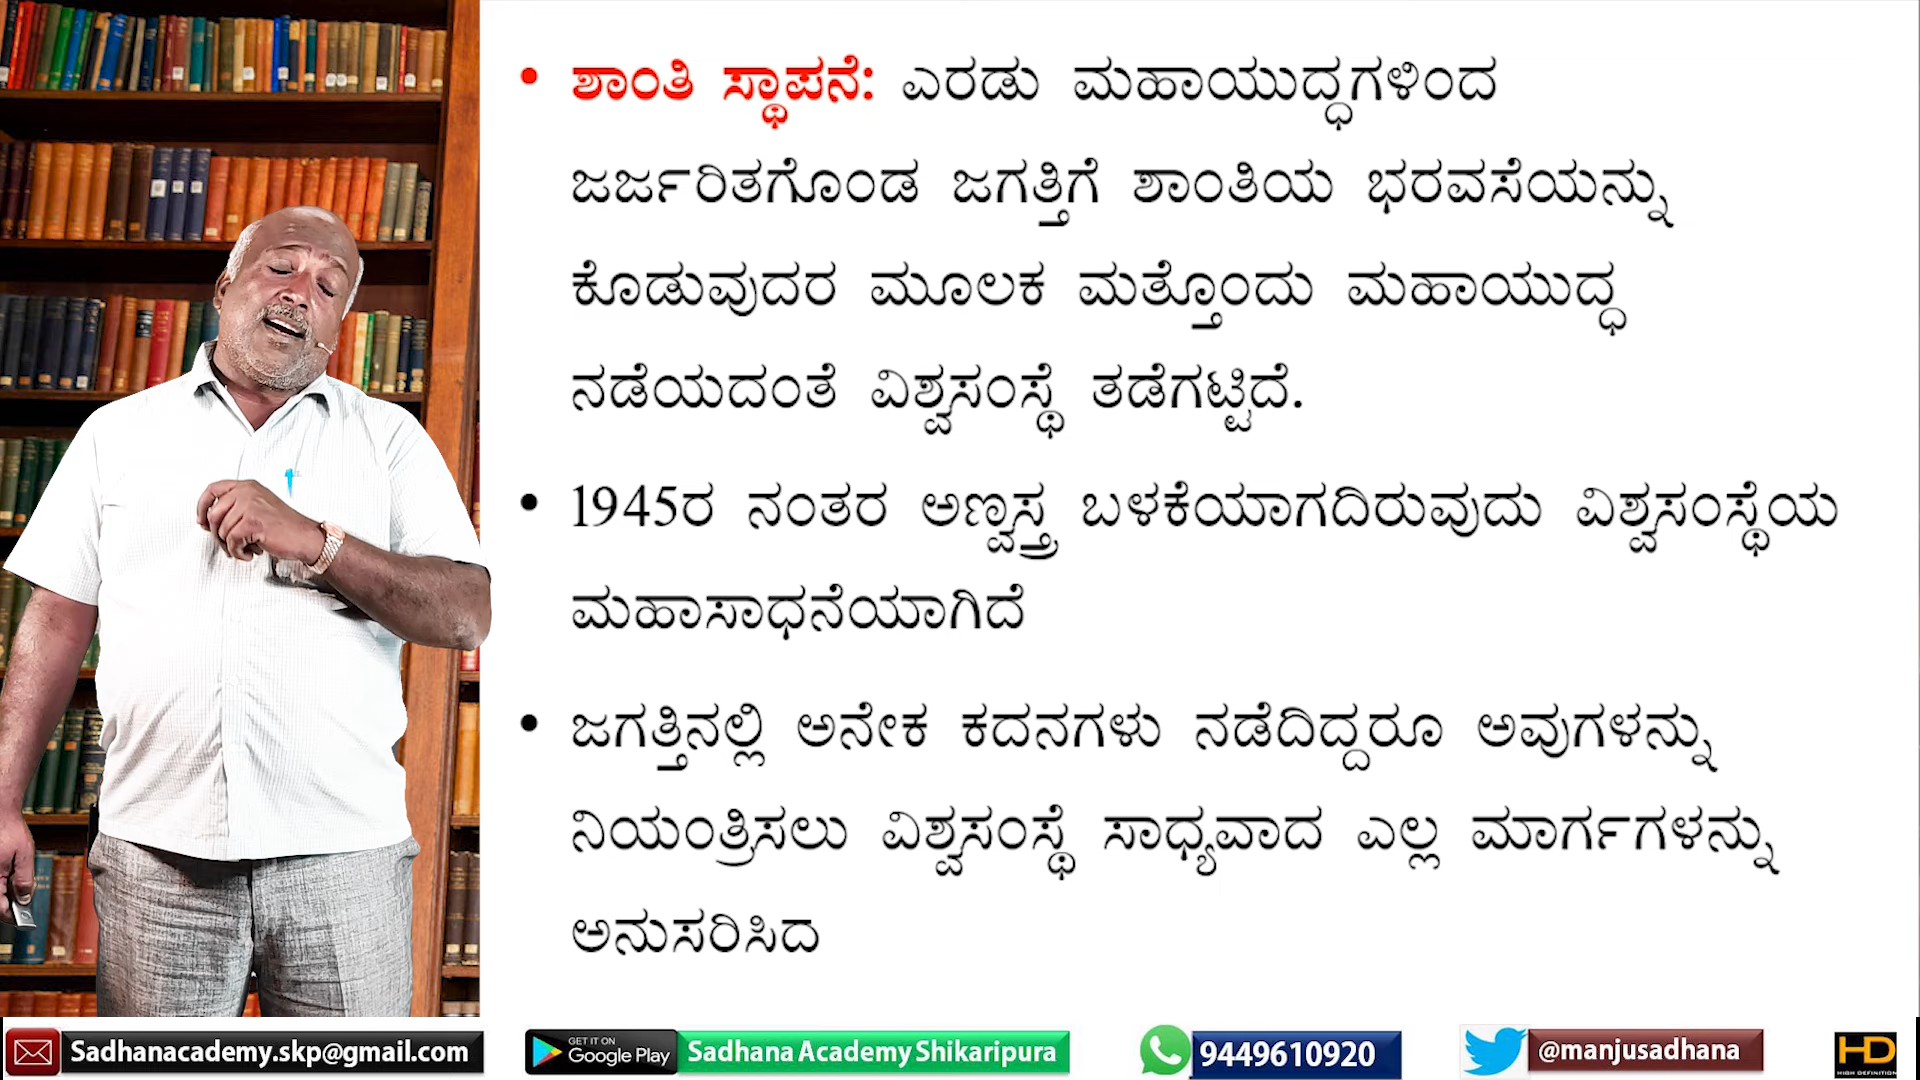 • ಶಾಂತಿ ಸ್ಥಾಪನೆ: ಎರಡು ಮಹಾಯುದ್ಧಗಳಿಂದ
ಜರ್ಜರಿತಗೊಂಡ ಜಗತ್ತಿಗೆ ಶಾಂತಿಯ ಭರವಸೆಯನ್ನು
ಕೊಡುವುದರ ಮೂಲಕ ಮತ್ತೊಂದು ಮಹಾಯುದ್ಧ
ನಡೆಯದಂತೆ ವಿಶ್ವಸಂಸ್ಥೆ ತಡೆಗಟ್ಟಿದೆ.
• 1945ರ ನಂತರ ಅಣ್ವಸ್ತ್ರ ಬಳಕೆಯಾಗದಿರುವುದು ವಿಶ್ವಸಂಸ್ಥೆಯ
ಮಹಾಸಾಧನೆಯಾಗಿದೆ
• ಜಗತ್ತಿನಲ್ಲಿ ಅನೇಕ ಕದನಗಳು ನಡೆದಿದ್ದರೂ ಅವುಗಳನ್ನು
ನಿಯಂತ್ರಿಸಲು ವಿಶ್ವಸಂಸ್ಥೆ ಸಾಧ್ಯವಾದ ಎಲ್ಲ ಮಾರ್ಗಗಳನ್ನು
ಅನುಸರಿಸಿದ
Sadhanacademy.skp@gmail.com
GET IT ON
Google Play
Sadhana Academy Shikaripura
9449610920
@manjusadhana
HD
HIGH DEFINITION